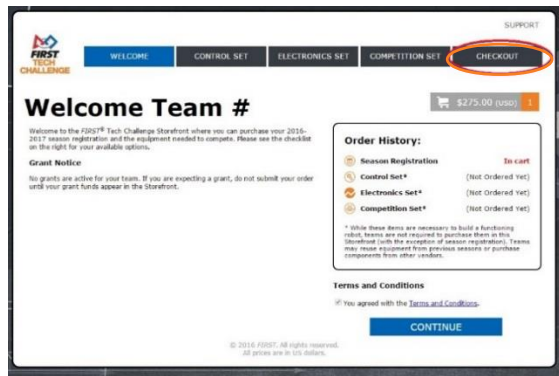 SUPPORT
FIRST
TECH
CHALLENGE
WELCOME
CONTROL SET
ELECTRONICS SET
COMPETITION SET
CHECKOUT
$275.00 (USD) 1
Welcome Team #
Welcome to the FIRST® Tech Challenge Storefront where you can purchase your 2016-
2017 season registration and the equipment needed to compete. Please see the checklist
on the right for your available options.
Grant Notice
No grants are active for your team. If you are expecting a grant, do not submit your order
until your grant funds appear in the Storefront.
Order History:
Season Registration In cart
Control Set* (Not Ordered Yet)
Electronics Set* (Not Ordered Yet)
Competition Set* (Not Ordered Yet)
* While these items are necessary to build a functioning
robot, teams are not required to purchase them in this
Storefront (with the exception of season registration). Teams
may reuse equipment from previous seasons or purchase
components from other vendors.
Terms and Conditions
You agreed with the Terms and Conditions.
CONTINUE
© 2016 FIRST. All rights reserved.
All prices are in US dollars.